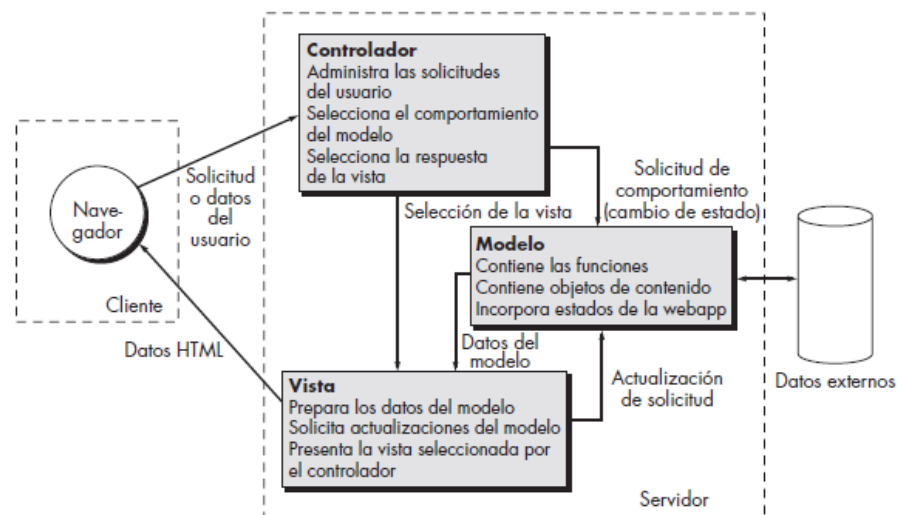 Controlador
Administra las solicitudes
del usuario
Selecciona el comportamiento
del modelo
Selecciona la respuesta
de la vista
Nave-
gador
Cliente
Solicitud
o datos
del
usuario
Selección de la vista
Solicitud de
comportamiento
(cambio de estado)
Modelo
Contiene las funciones
Contiene objetos de contenido
Incorpora estados de la webapp
Datos externos
Datos HTML
Datos del
modelo
Actualización
de solicitud
Vista
Prepara los datos del modelo
Solicita actualizaciones del modelo
Presenta la vista seleccionada por
el controlador
Servidor